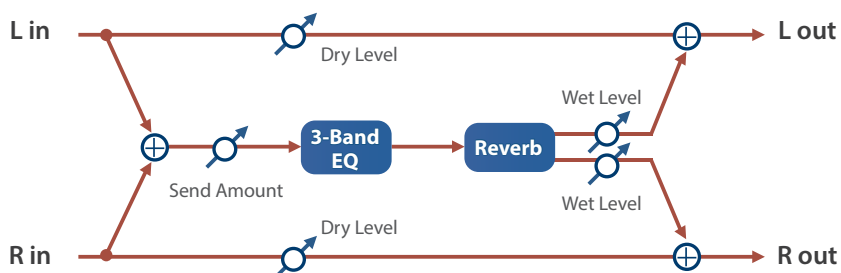 L in
Dry Level
L out
Wet Level
3-Band
EQ
Reverb
Send Amount
Wet Level
Dry Level
R in
R out